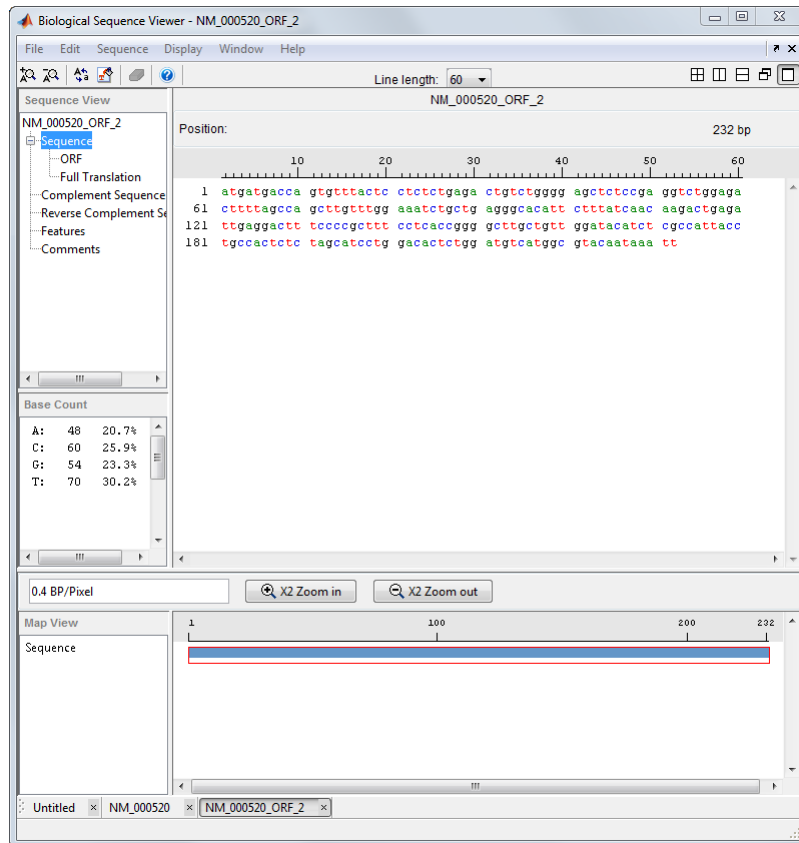 Biological Sequence Viewer - NM_000520_ORF_2
File Edit Sequence Display Window Help
Line length: 60
Sequence View
NM_000520_ORF_2
Sequence
ORF
Full Translation
Complement Sequence
Reverse Complement Se
Features
Comments
NM_000520_ORF_2
Position: 232 bp
10 20 30 40 50 60
1 atgatgacca gtgtttactc cctctctgag actgtctggg gagctctccga ggtctggaga
61 cttttagcca gcttgtttgg aaatctgctg agggcacatt ctttatcaac aagactgaga
121 ttgaggactt tccccgcttt cctcaccggg gcttgctgtt ggatacatct cgccattacc
181 tgccactctc tagcatcctg gacactctgg atgtcatggc gtacaataaa tt
Base Count
A: 48 20.7%
C: 60 25.9%
G: 54 23.3%
T: 70 30.2%
0.4 BP/Pixel
X2 Zoom in
X2 Zoom out
Map View
Sequence
1 100 200 232
Untitled × NM_000520 × NM_000520_ORF_2 ×